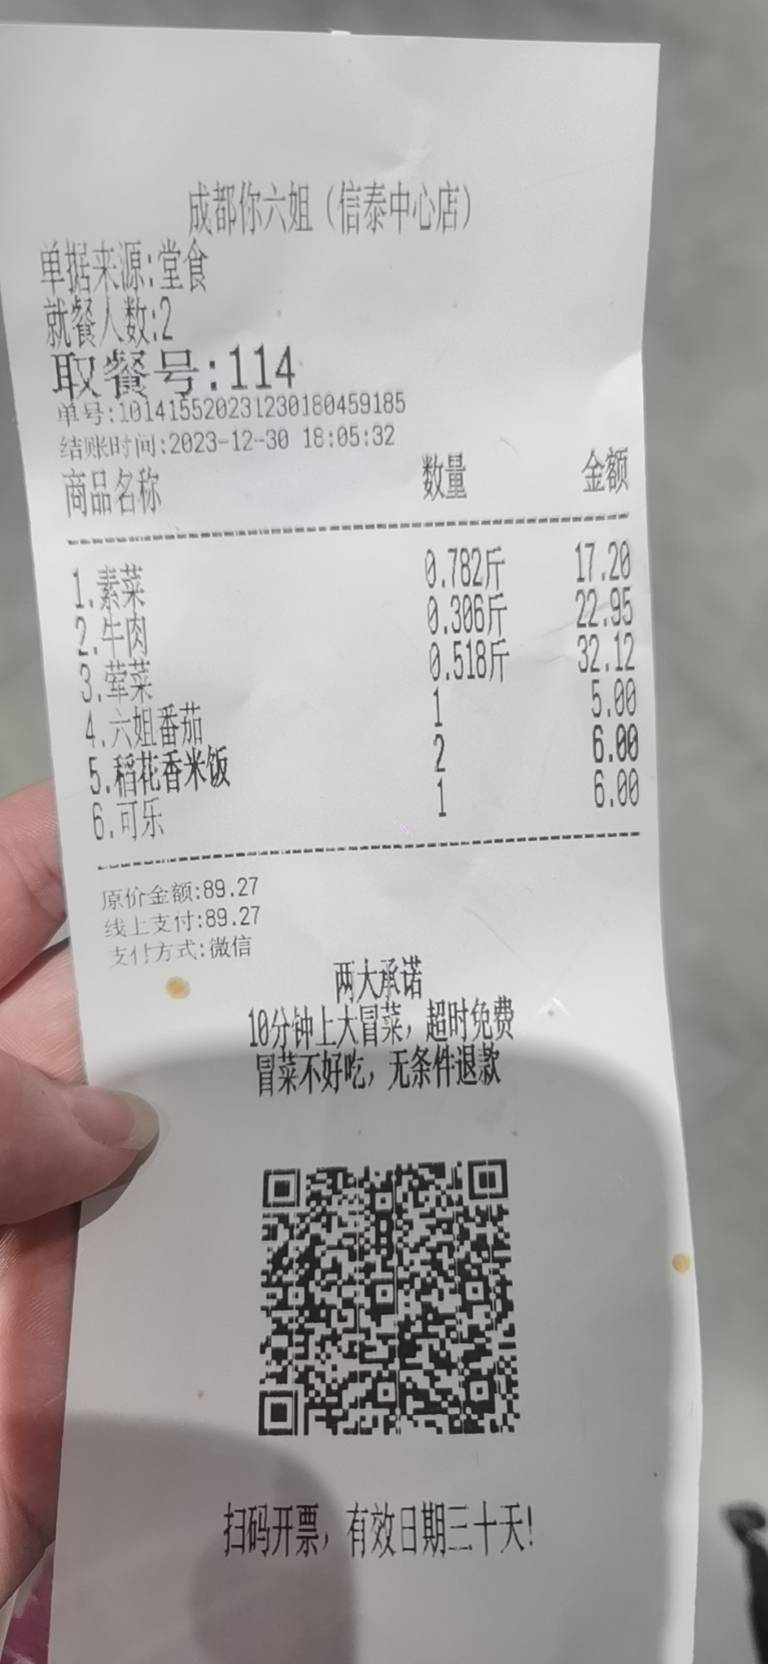 成都你六姐（信泰中心店）
单据来源:堂食
就餐人数:2
取餐号:114
单号:10141552023123018045​9185
结账时间:2023-12-30 18:05:32
商品名称 数量 金额
1.素菜 0.782斤 17.20
2.牛肉 0.306斤 22.95
3.荤菜 0.518斤 32.12
4.六姐番茄 1 5.00
5.稻花香米饭 2 6.00
6.可乐 1 6.00
原价金额:89.27
线上支付:89.27
支付方式:微信
两大承诺
10分钟上大冒菜，超时免费
冒菜不好吃，无条件退款
扫码开票，有效日期三十天!